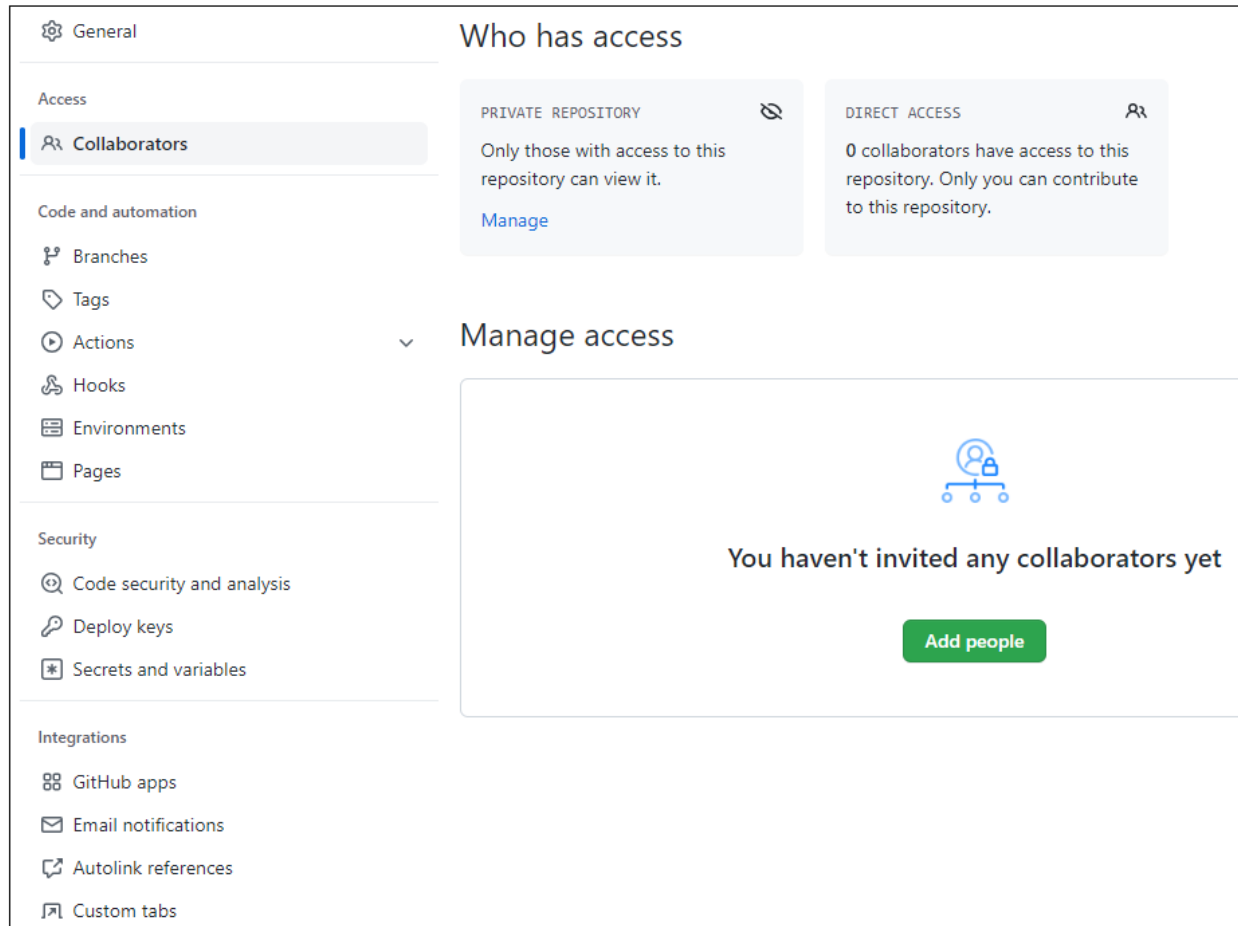 General
Access
Collaborators
Code and automation
Branches
Tags
Actions
Hooks
Environments
Pages
Security
Code security and analysis
Deploy keys
Secrets and variables
Integrations
GitHub apps
Email notifications
Autolink references
Custom tabs
Who has access
PRIVATE REPOSITORY
Only those with access to this
repository can view it.
Manage
DIRECT ACCESS
0 collaborators have access to this
repository. Only you can contribute
to this repository.
Manage access
You haven't invited any collaborators yet
Add people